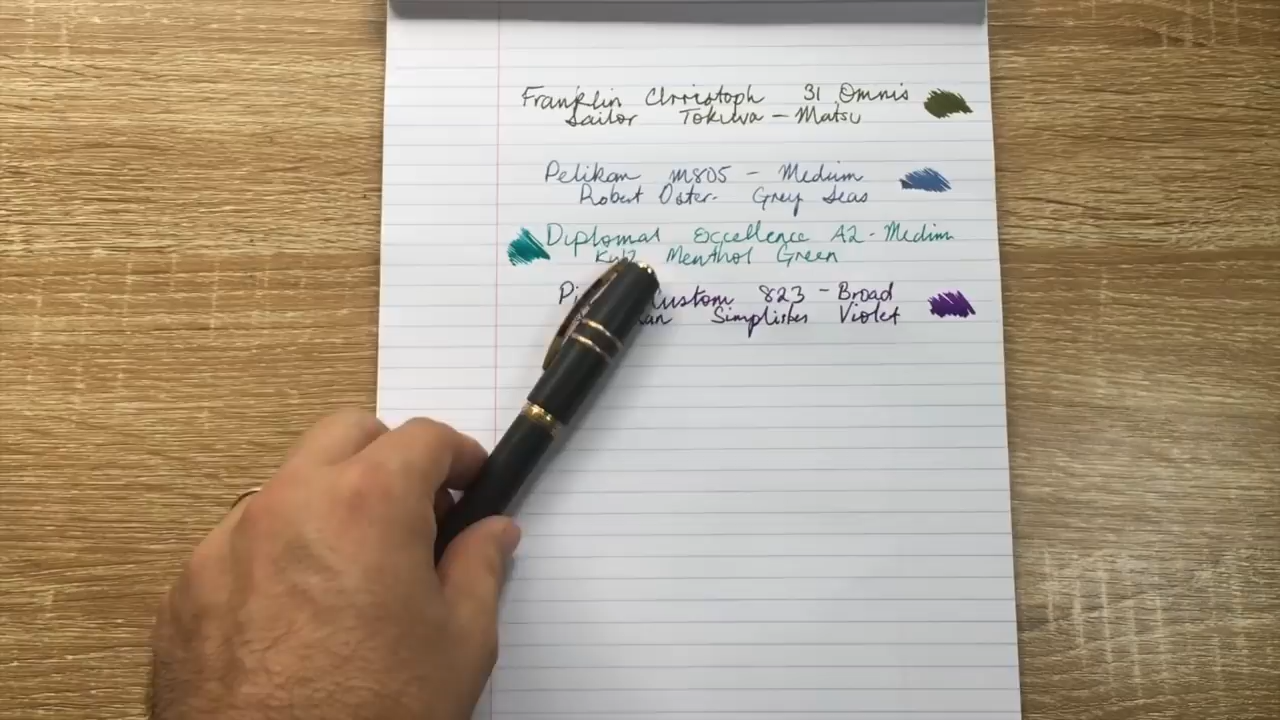 Franklin Christoph 31 Omnis
Sailor Tokiwa - Matsu
Pelikan m805 - Medium
Robert Oster. Grey Seas
Diplomat Excellence A2 - Medium
Menthol Green
Custom 823 - Broad
Violet